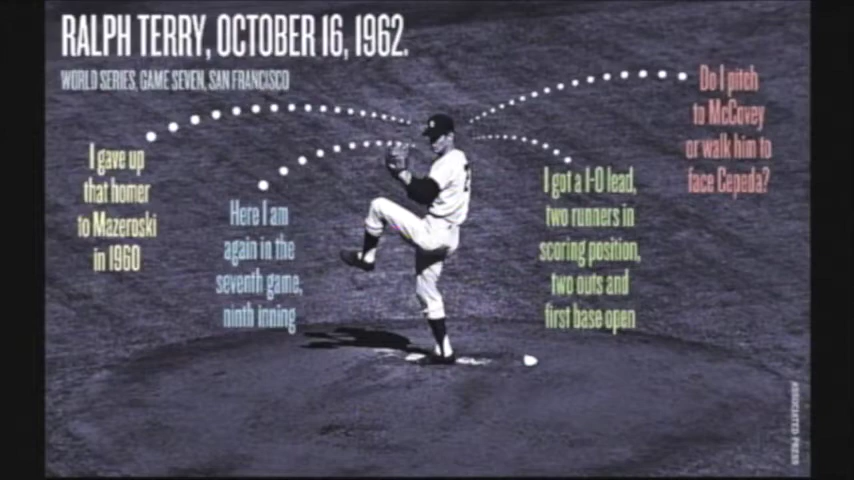 RALPH TERRY, OCTOBER 16, 1962.
WORLD SERIES, GAME SEVEN, SAN FRANCISCO
I gave up
that homer
to Mazeroski
in 1960
Here I am
again in the
seventh game,
ninth inning
I got a 1-0 lead,
two runners in
scoring position,
two outs and
first base open
Do I pitch
to McCovey
or walk him to
face Cepeda?
ASSOCIATED PRESS